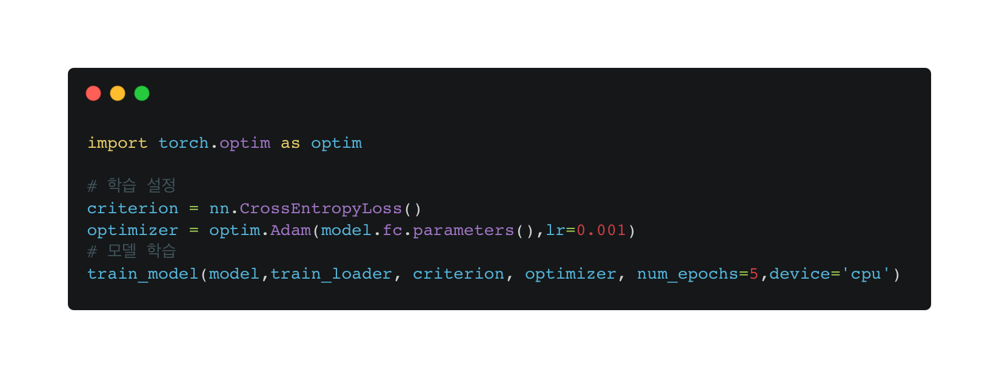 import torch.optim as optim
# 학습 설정
criterion = nn.CrossEntropyLoss()
optimizer = optim.Adam(model.fc.parameters(),lr=0.001)
# 모델 학습
train_model(model,train_loader, criterion, optimizer, num_epochs=5,device='cpu')